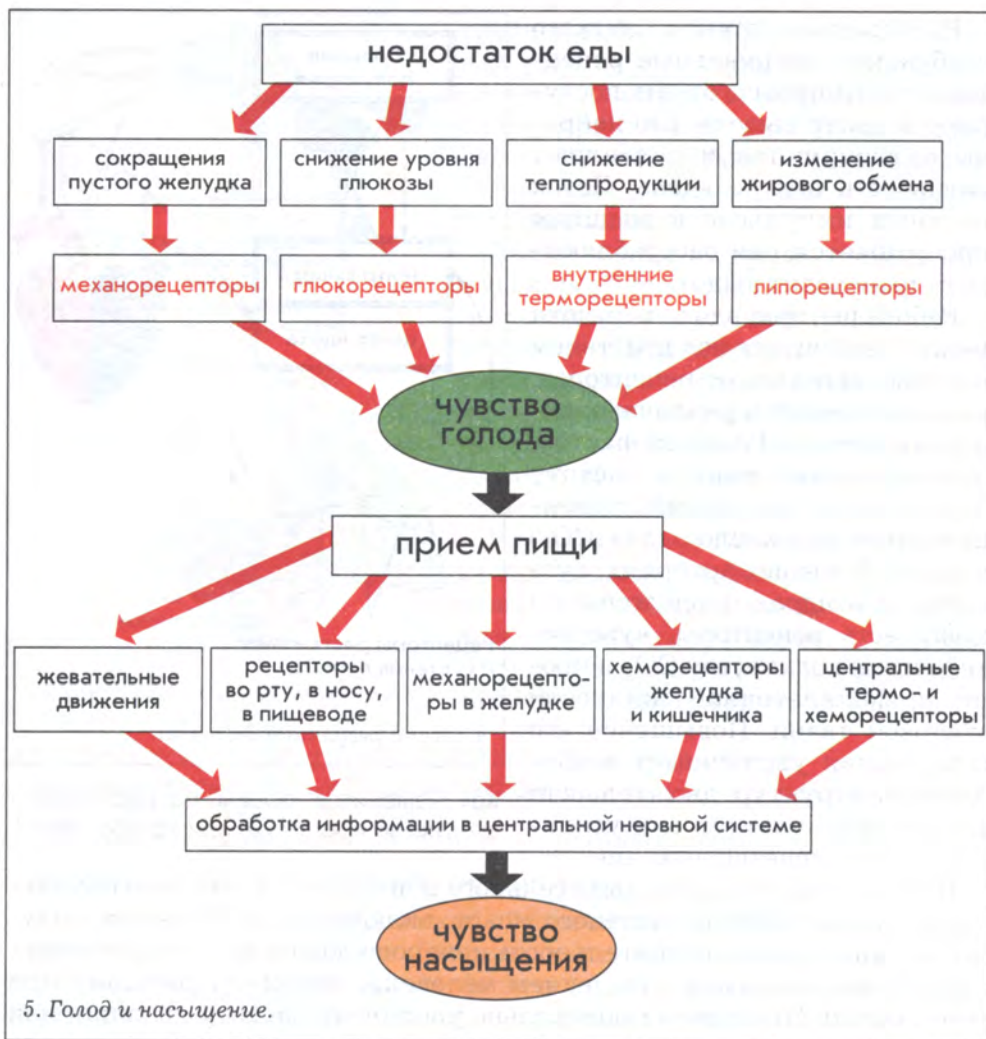 недостаток еды
сокращения
пустого желудка
снижение уровня
глюкозы
снижение
теплопродукции
изменение
жирового обмена
механорецепторы
глюкорецепторы
внутренние
терморецепторы
липорецепторы
чувство
голода
прием пищи
жевательные
движения
рецепторы
во рту, в носу,
в пищеводе
механорецепто-
ры в желудке
хеморецепторы
желудка
и кишечника
центральные
термо- и
хеморецепторы
обработка информации в центральной нервной системе
чувство
насыщения
5. Голод и насыщение.